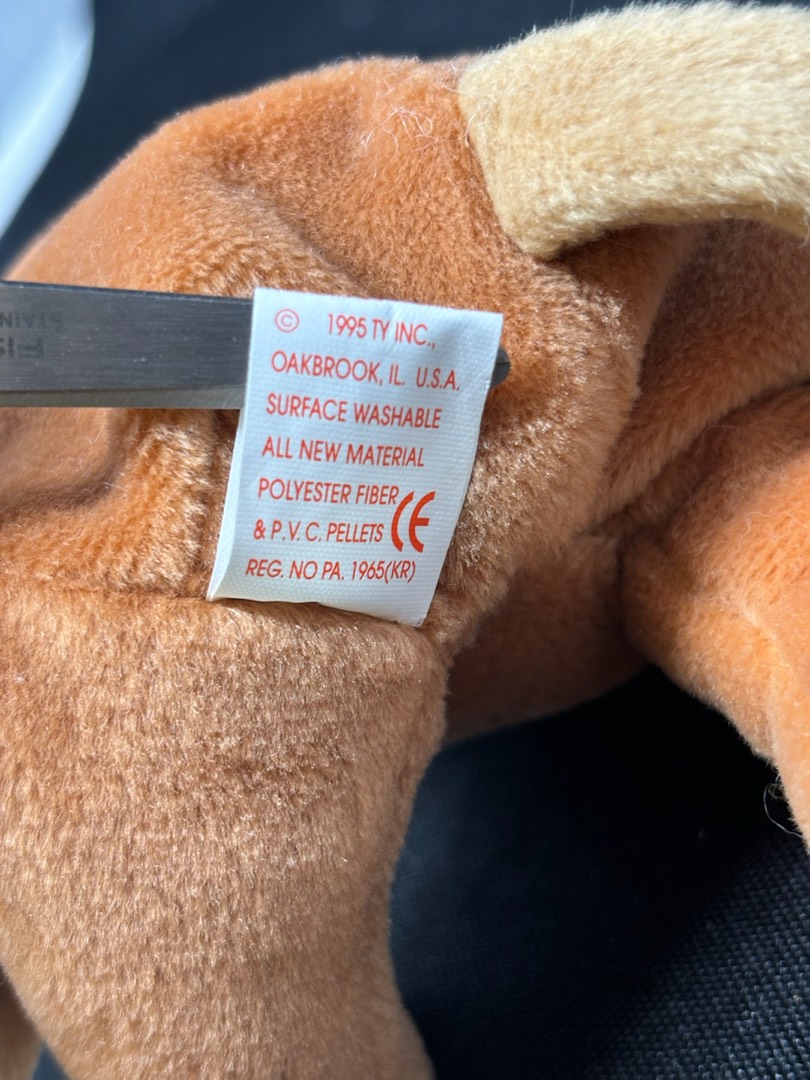 © 1995 TY INC.,
OAKBROOK, IL. U.S.A.
SURFACE WASHABLE
ALL NEW MATERIAL
POLYESTER FIBER
& P.V.C. PELLETS CE
REG. NO PA. 1965(KR)